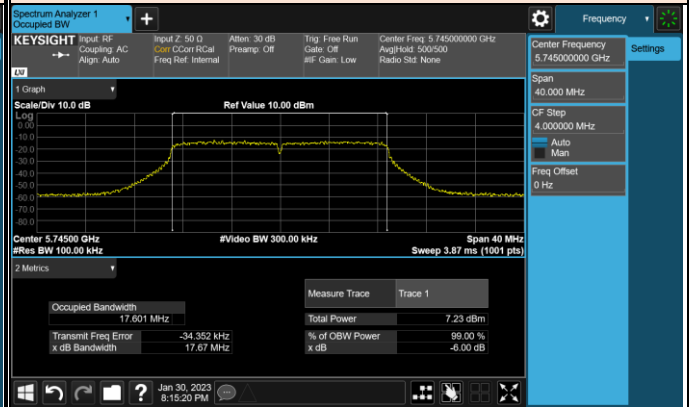 Spectrum Analyzer 1
Occupied BW
+
Frequency
KEYSIGHT Input: RF
Coupling: AC
Align: Auto
Input Z: 50 Ω
Corr CCorr RCal
Freq Ref: Internal
Atten: 30 dB
Preamp: Off
Trig: Free Run
Gate: Off
#IF Gain: Low
Center Freq: 5.745000000 GHz
Avg|Hold: 500/500
Radio Std: None
LXI
Center Frequency
5.745000000 GHz
Settings
Span
40.000 MHz
CF Step
4.000000 MHz
Auto
Man
Freq Offset
0 Hz
1 Graph
Scale/Div 10.0 dB
Ref Value 10.00 dBm
Log
0.00
-10.0
-20.0
-30.0
-40.0
-50.0
-60.0
-70.0
-80.0
Center 5.74500 GHz
#Video BW 300.00 kHz
Span 40 MHz
#Res BW 100.00 kHz
Sweep 3.87 ms (1001 pts)
2 Metrics
Measure Trace Trace 1
Occupied Bandwidth
17.601 MHz
Total Power 7.23 dBm
Transmit Freq Error -34.352 kHz
% of OBW Power 99.00 %
x dB Bandwidth 17.67 MHz
x dB -6.00 dB
?
Jan 30, 2023
8:15:20 PM